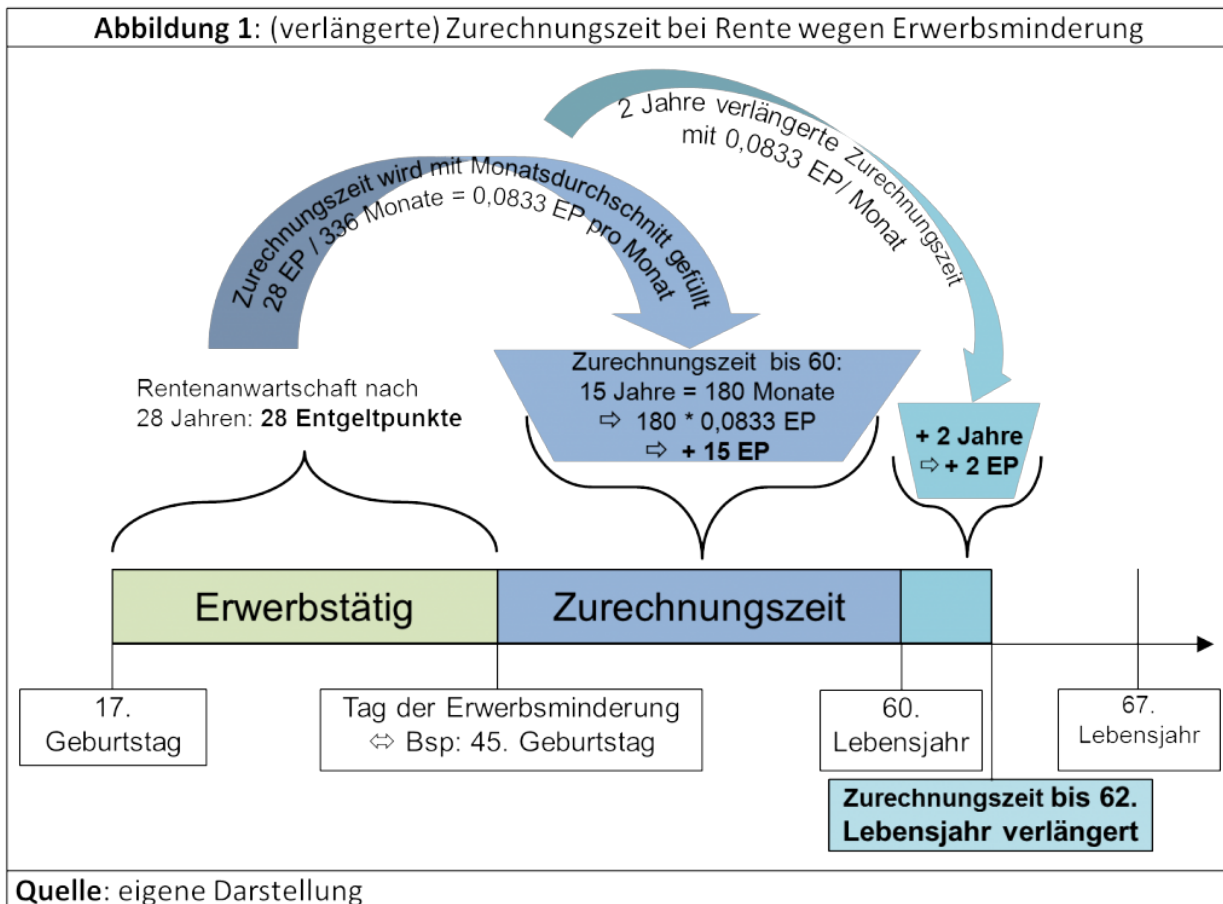 Abbildung 1: (verlängerte) Zurechnungszeit bei Rente wegen Erwerbsminderung
2 Jahre verlängerte Zurechnungszeit
mit 0,0833 EP/ Monat
Zurechnungszeit wird mit Monatsdurchschnitt gefüllt
28 EP / 336 Monate = 0,0833 EP pro Monat
Rentenanwartschaft nach
28 Jahren: 28 Entgeltpunkte
Zurechnungszeit bis 60:
15 Jahre = 180 Monate
⇨ 180 * 0,0833 EP
⇨ + 15 EP
+ 2 Jahre
⇨ + 2 EP
Erwerbstätig
Zurechnungszeit
17.
Geburtstag
Tag der Erwerbsminderung
⇔ Bsp: 45. Geburtstag
60.
Lebensjahr
67.
Lebensjahr
Zurechnungszeit bis 62.
Lebensjahr verlängert
Quelle: eigene Darstellung